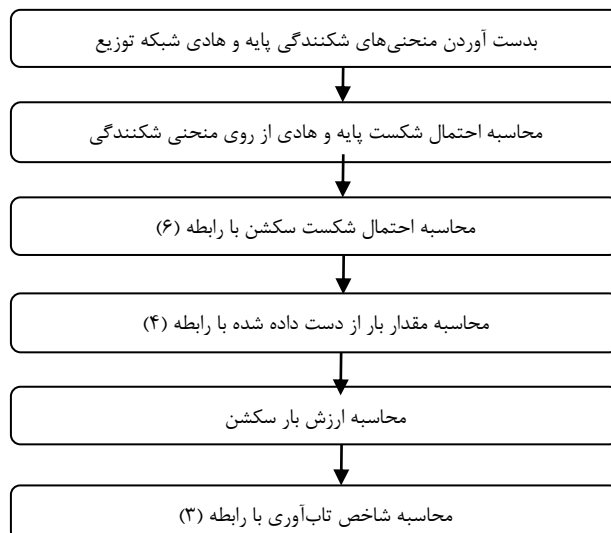 بدست آوردن منحنی‌های شکنندگی پایه و هادی شبکه توزیع
محاسبه احتمال شکست پایه و هادی از روی منحنی شکنندگی
محاسبه احتمال شکست سکشن با رابطه (۶)
محاسبه مقدار بار از دست داده شده با رابطه (۴)
محاسبه ارزش بار سکشن
محاسبه شاخص تاب‌آوری با رابطه (۳)